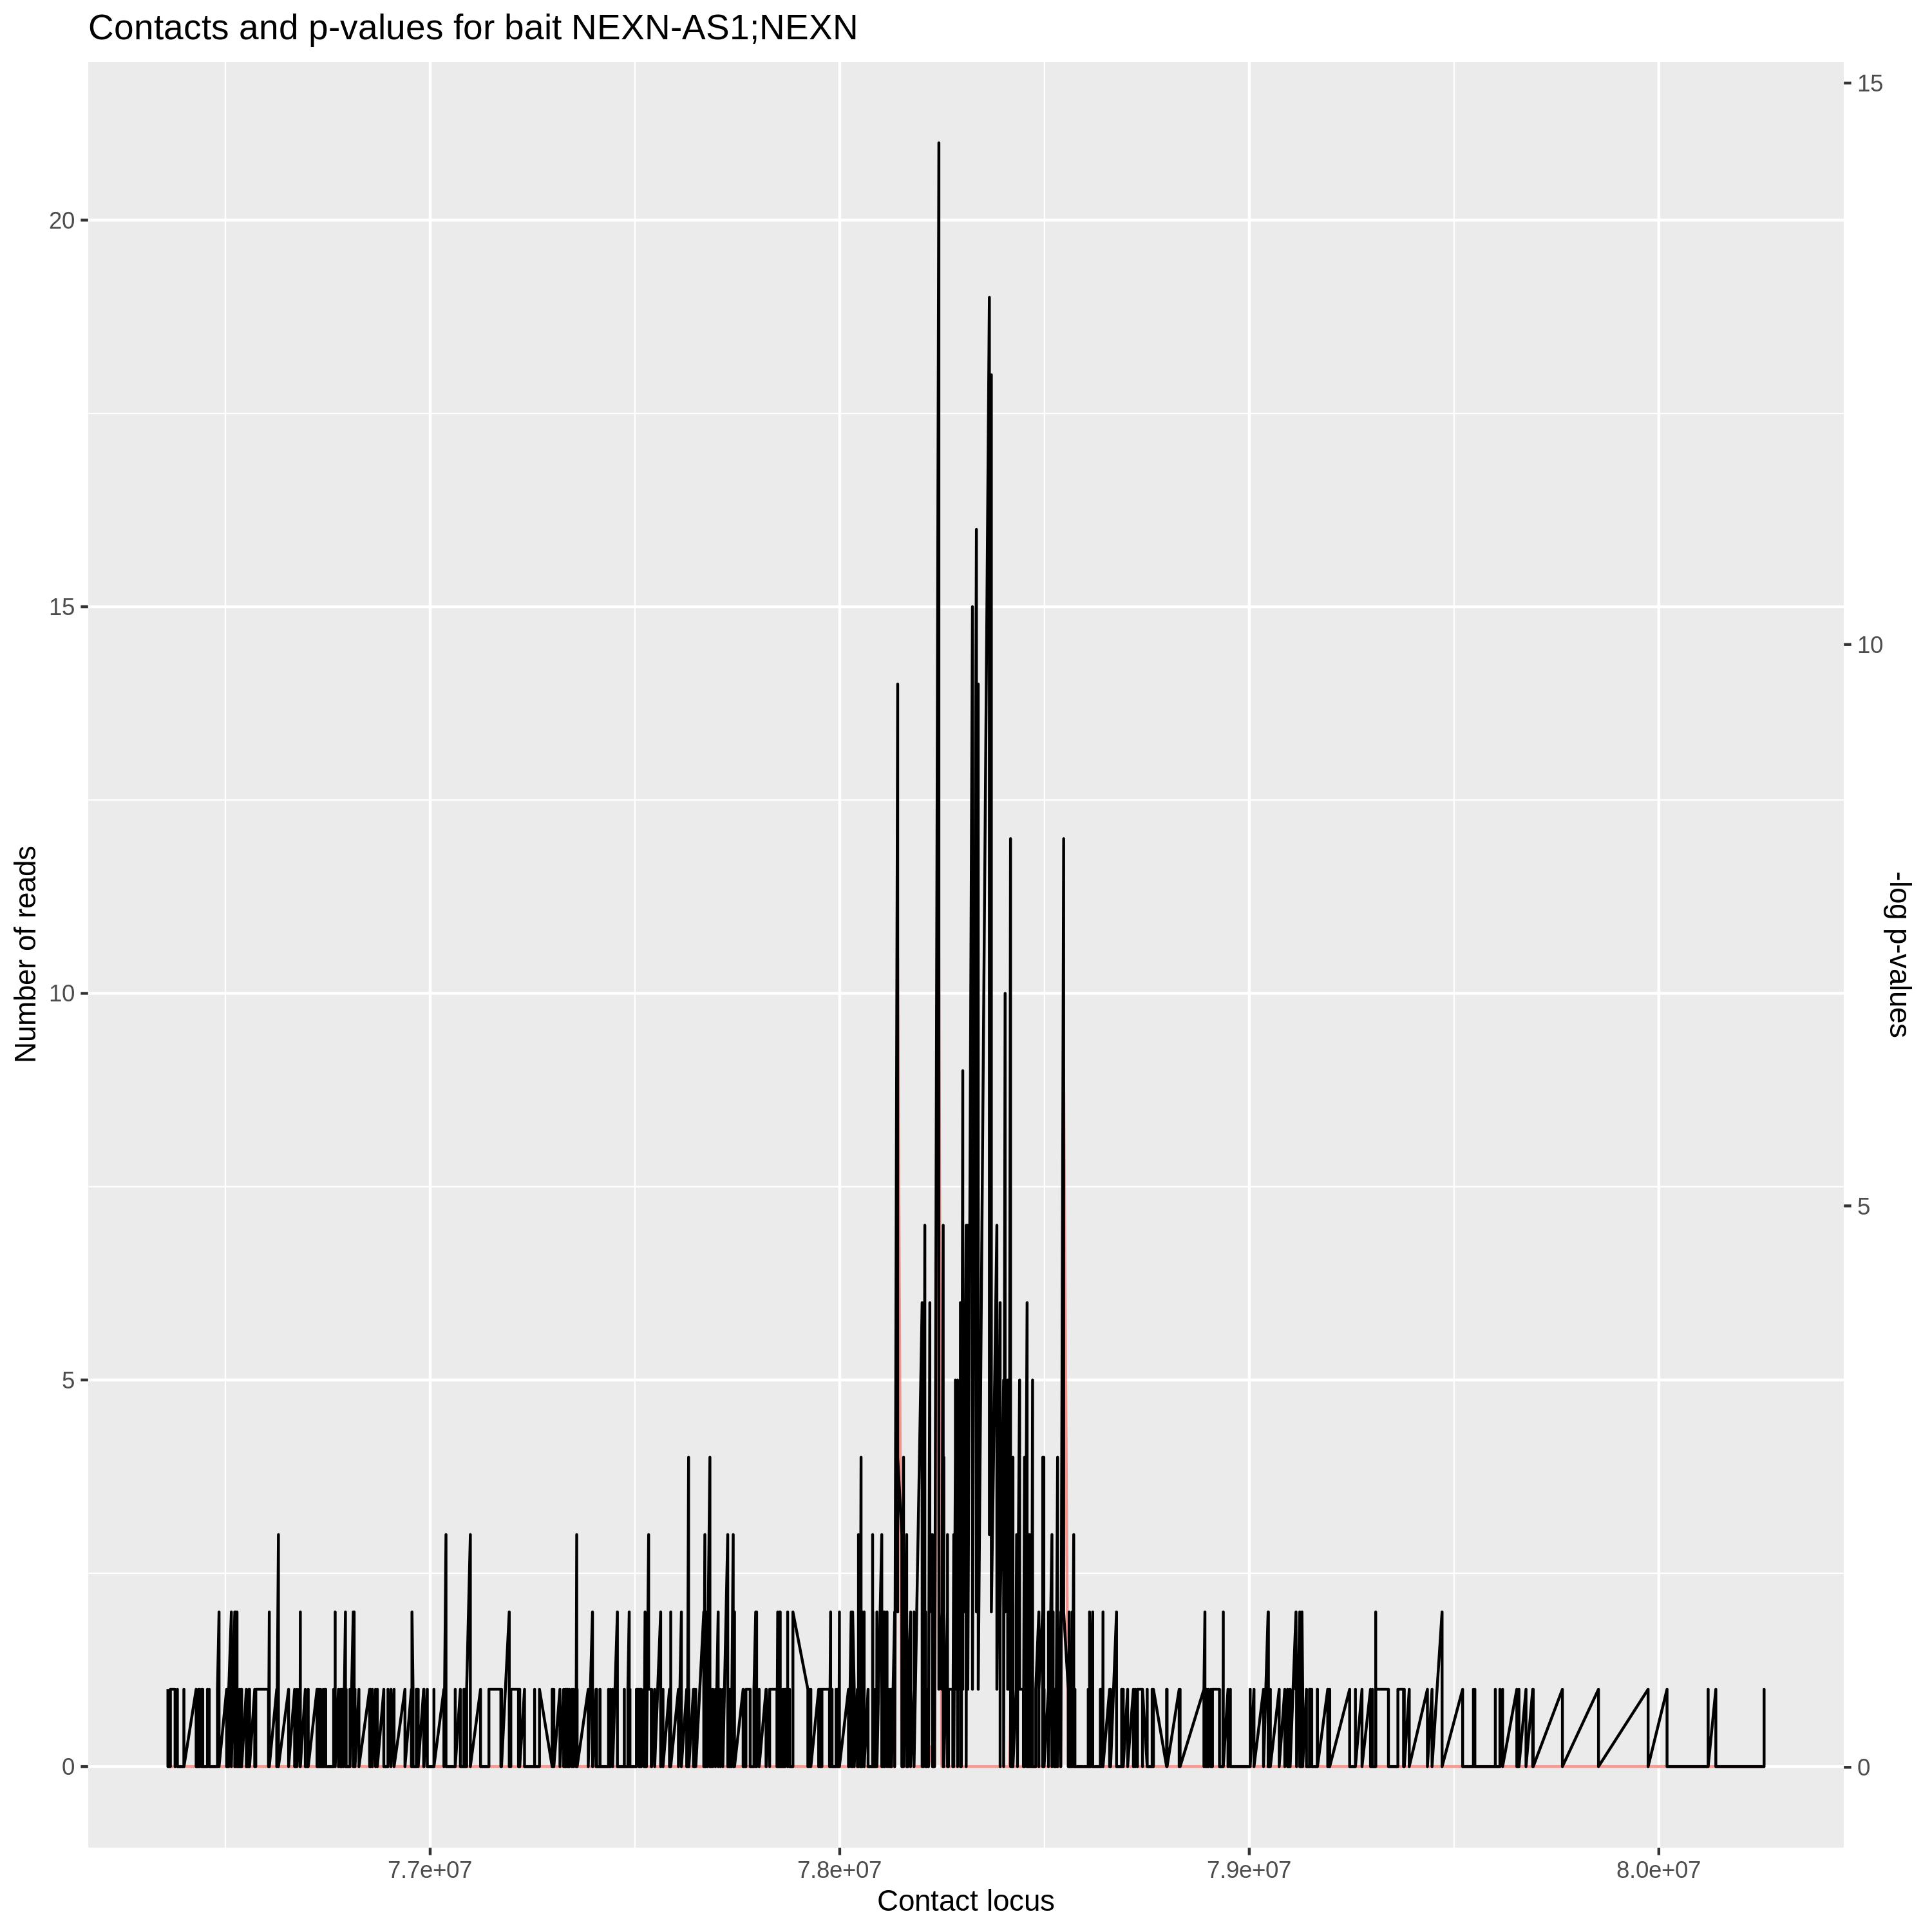 Contacts and p-values for bait NEXN-AS1;NEXN
15
20
15
10
10
5
5
0
0
Number of reads
-log p-values
7.7e+07 7.8e+07 7.9e+07 8.0e+07
Contact locus